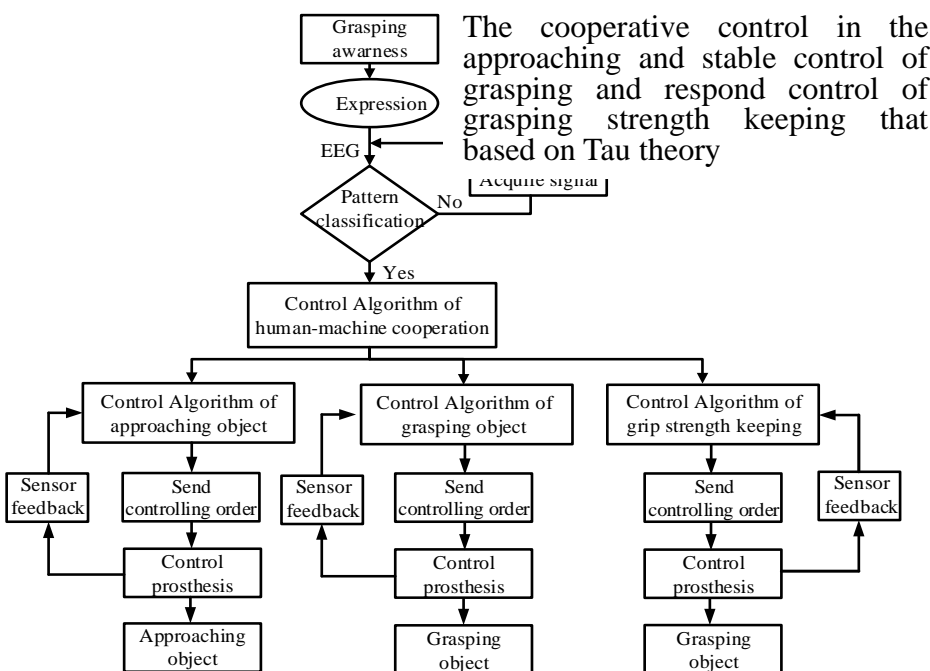 Grasping
awarness
The cooperative control in the
approaching and stable control of
grasping and respond control of
grasping strength keeping that
based on Tau theory
Expression
EEG
Acquire signal
Pattern
classification
No
Yes
Control Algorithm of
human-machine cooperation
Control Algorithm of
approaching object
Control Algorithm of
grasping object
Control Algorithm of
grip strength keeping
Sensor
feedback
Send
controlling order
Sensor
feedback
Send
controlling order
Send
controlling order
Sensor
feedback
Control
prosthesis
Control
prosthesis
Control
prosthesis
Approaching
object
Grasping
object
Grasping
object